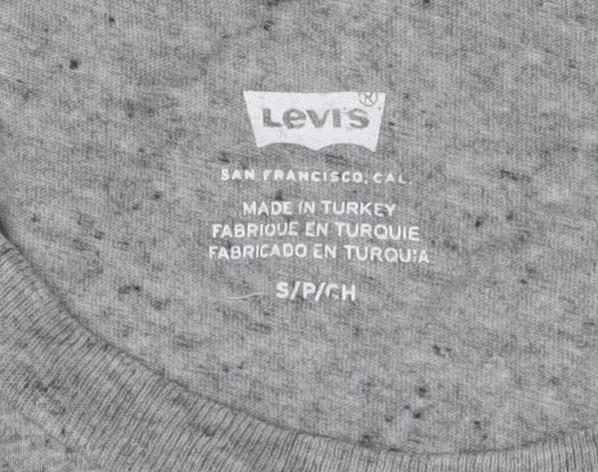 Levi's®
SAN FRANCISCO, CAL.
MADE IN TURKEY
FABRIQUE EN TURQUIE
FABRICADO EN TURQUIA
S/P/CH